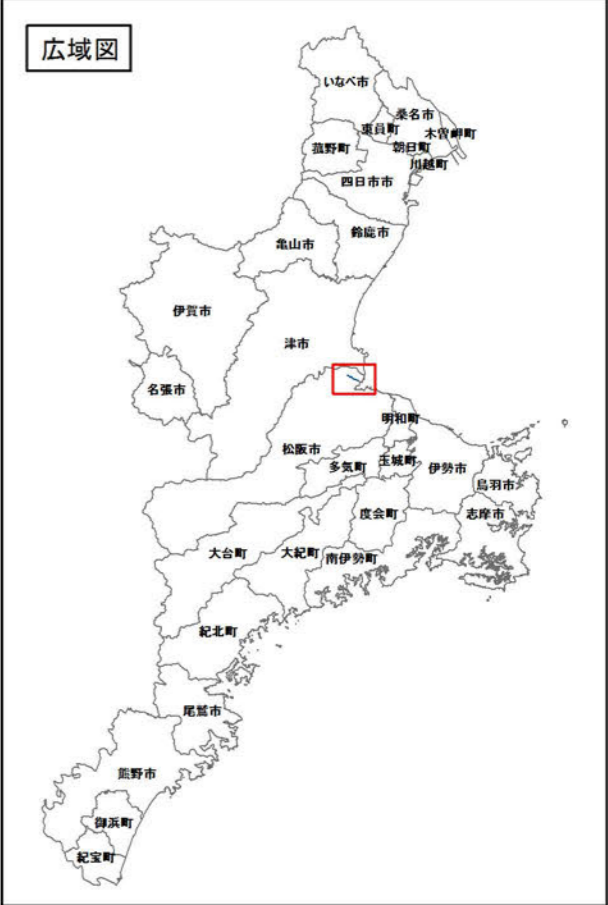 広域図
いなべ市
桑名市
東員町
木曽岬町
朝日町
菰野町
川越町
四日市市
鈴鹿市
亀山市
伊賀市
津市
名張市
明和町
松阪市
玉城町
多気町
伊勢市
鳥羽市
度会町
志摩市
大台町
大紀町
南伊勢町
紀北町
尾鷲市
熊野市
御浜町
紀宝町